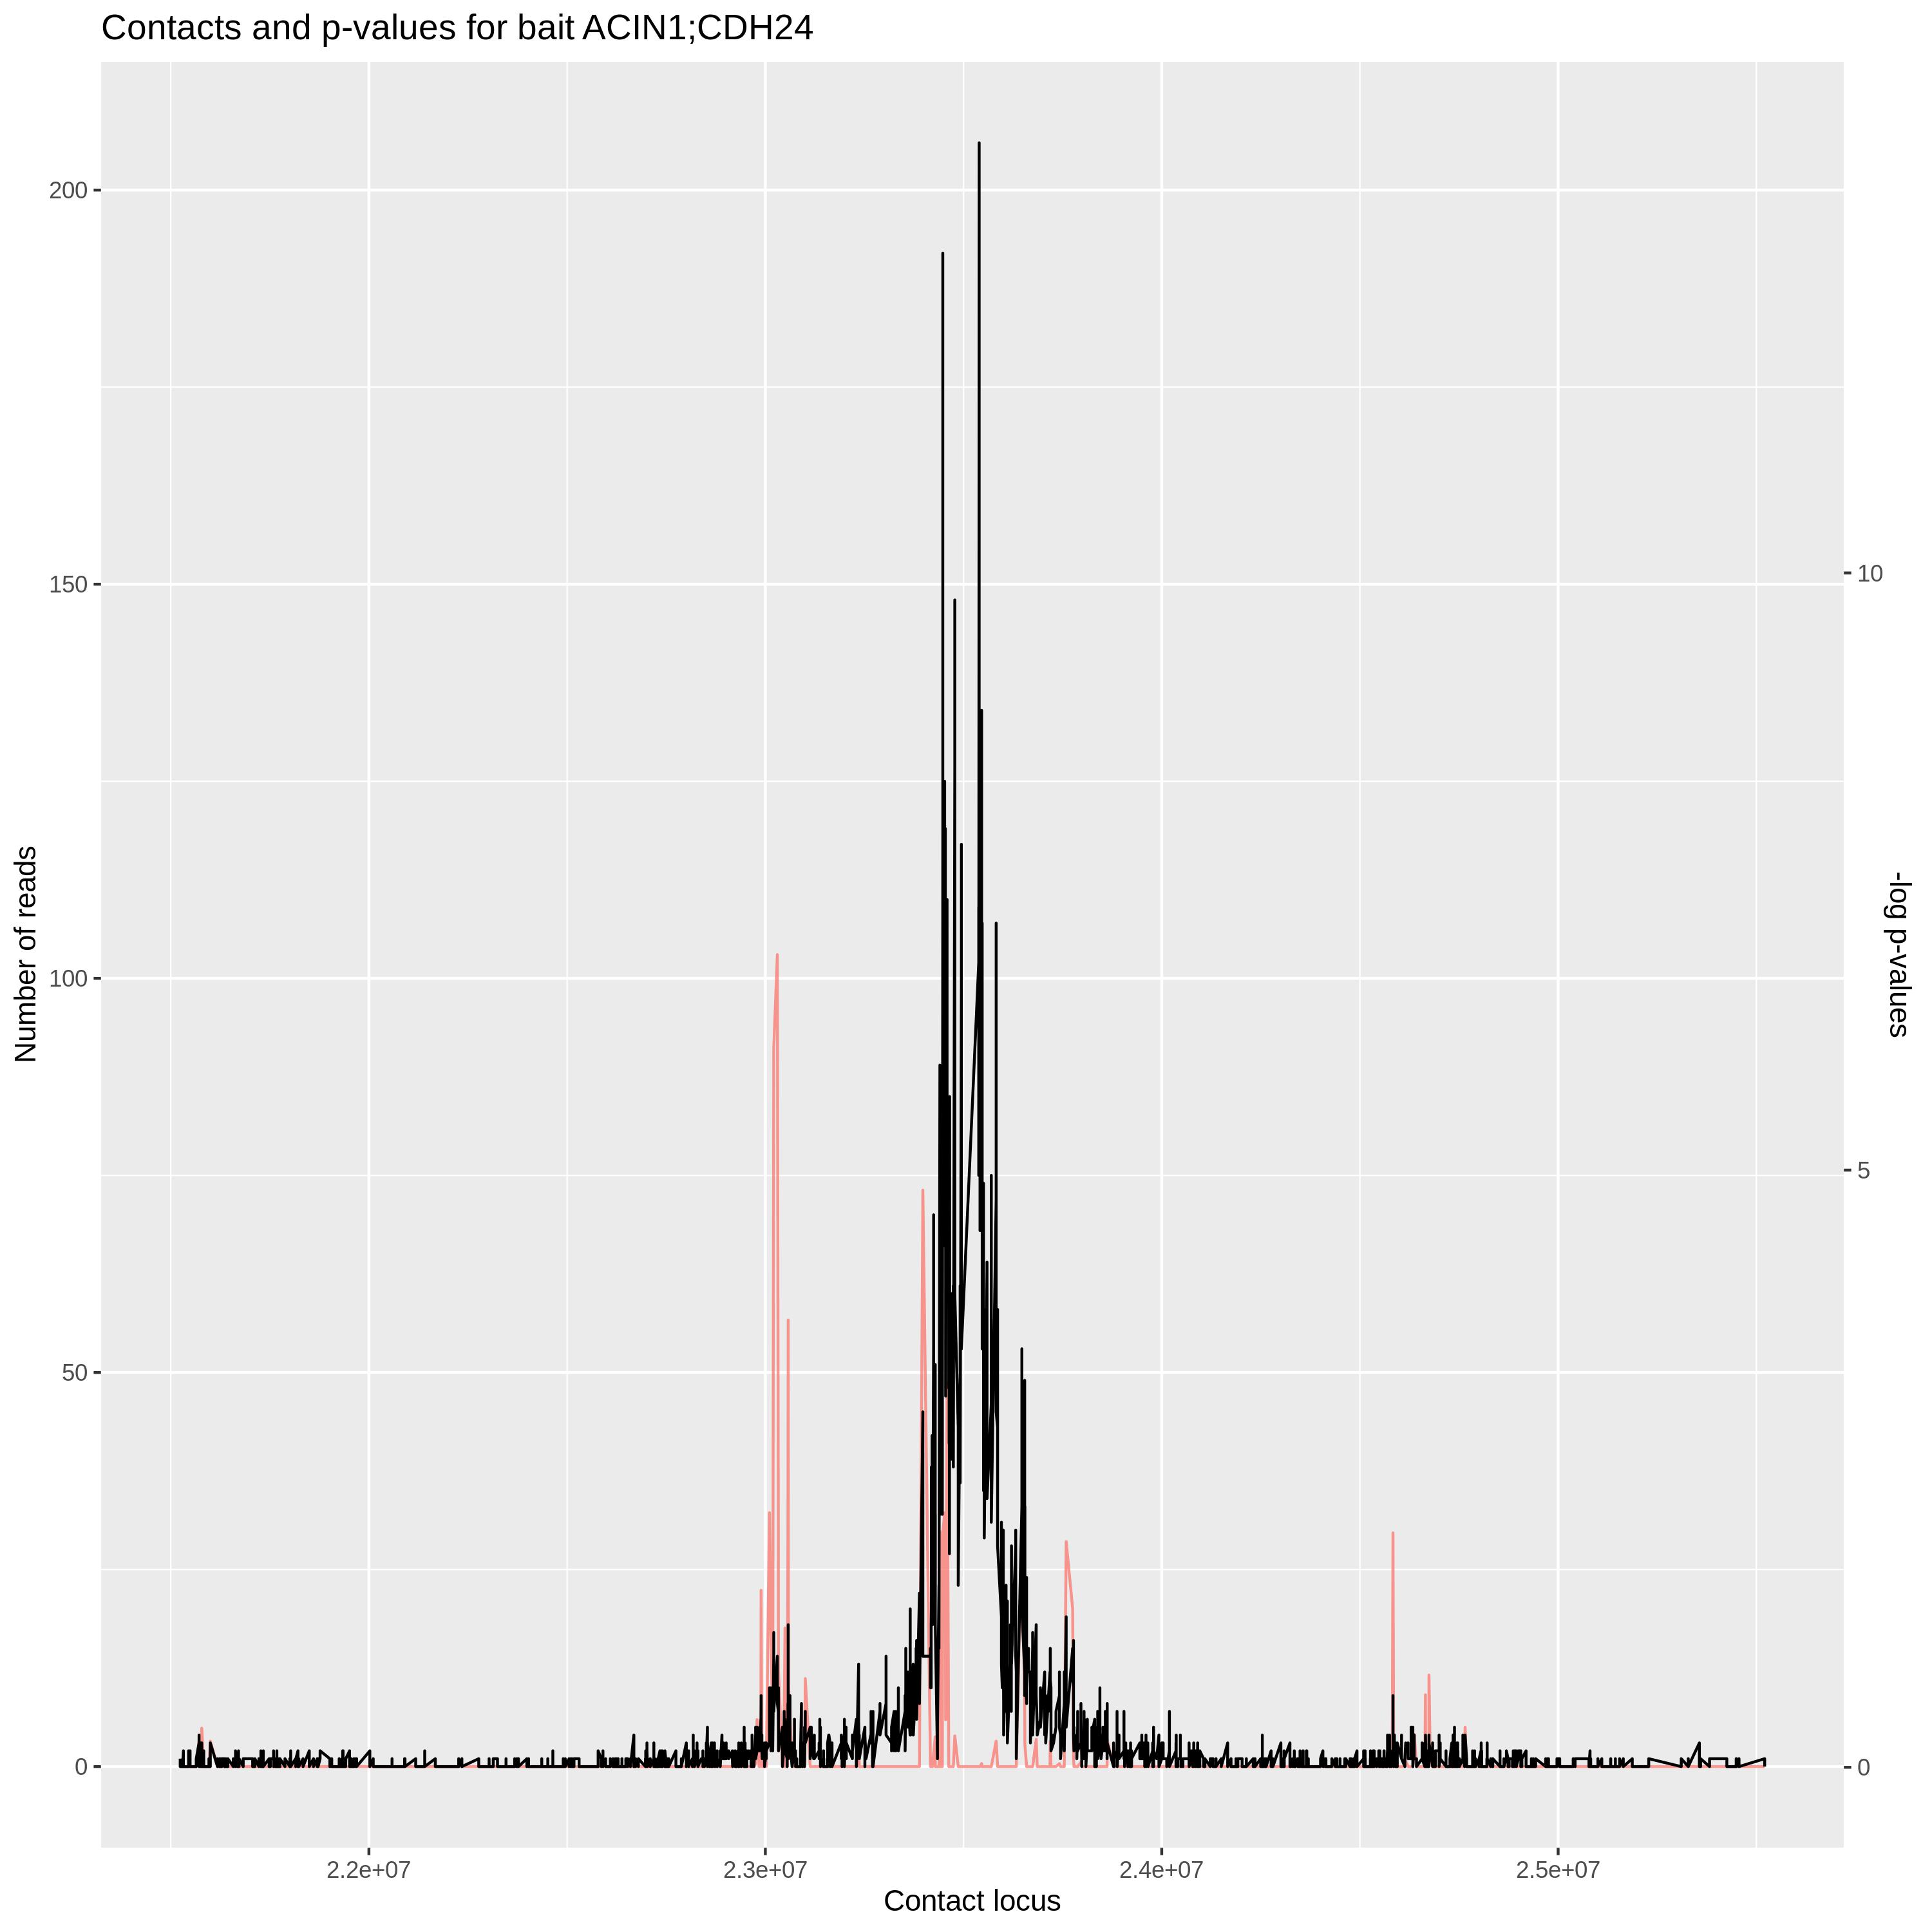 Contacts and p-values for bait ACIN1;CDH24
200
150
100
50
0
Number of reads
10
5
0
-log p-values
2.2e+07
2.3e+07
2.4e+07
2.5e+07
Contact locus